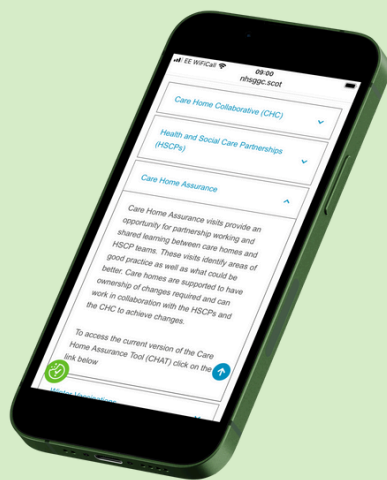 EE WiFiCall
09:00
nhsggc.scot
Care Home Collaborative (CHC)
Health and Social Care Partnerships
(HSCPs)
Care Home Assurance
Care Home Assurance visits provide an
opportunity for partnership working and
shared learning between care homes and
HSCP teams. These visits identify areas of
good practice as well as what could be
better. Care homes are supported to have
ownership of changes required and can
work in collaboration with the HSCPs and
the CHC to achieve changes.
To access the current version of the Care
Home Assurance Tool (CHAT) click on the
link below
Winter Vaccinations